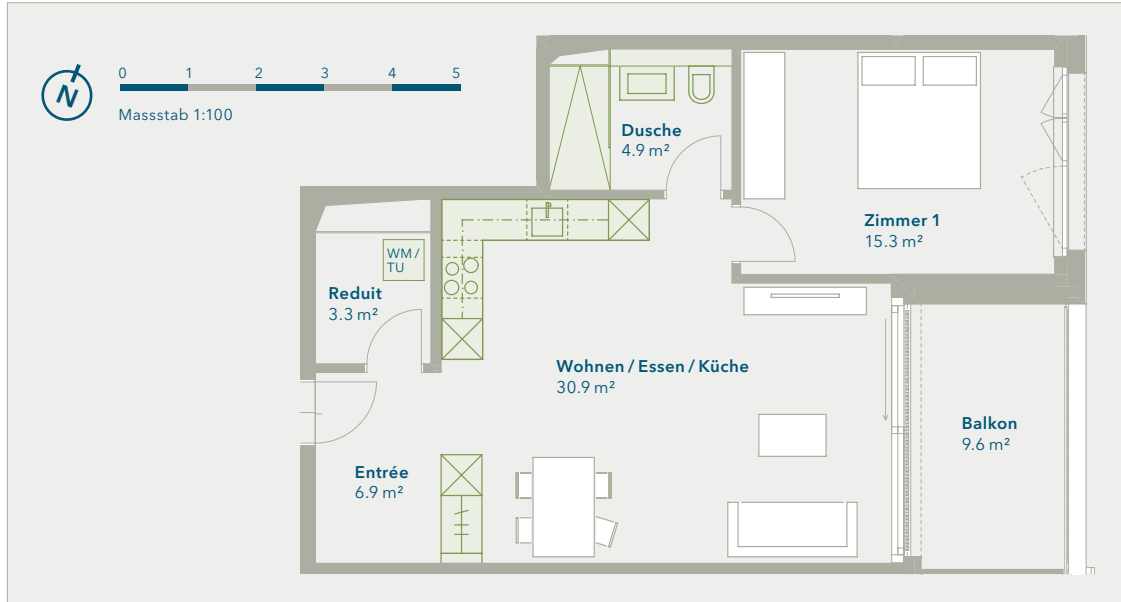 N
0 1 2 3 4 5
Massstab 1:100
Dusche
4.9 m²
Zimmer 1
15.3 m²
WM /
TU
Reduit
3.3 m²
Wohnen / Essen / Küche
30.9 m²
Balkon
9.6 m²
Entrée
6.9 m²